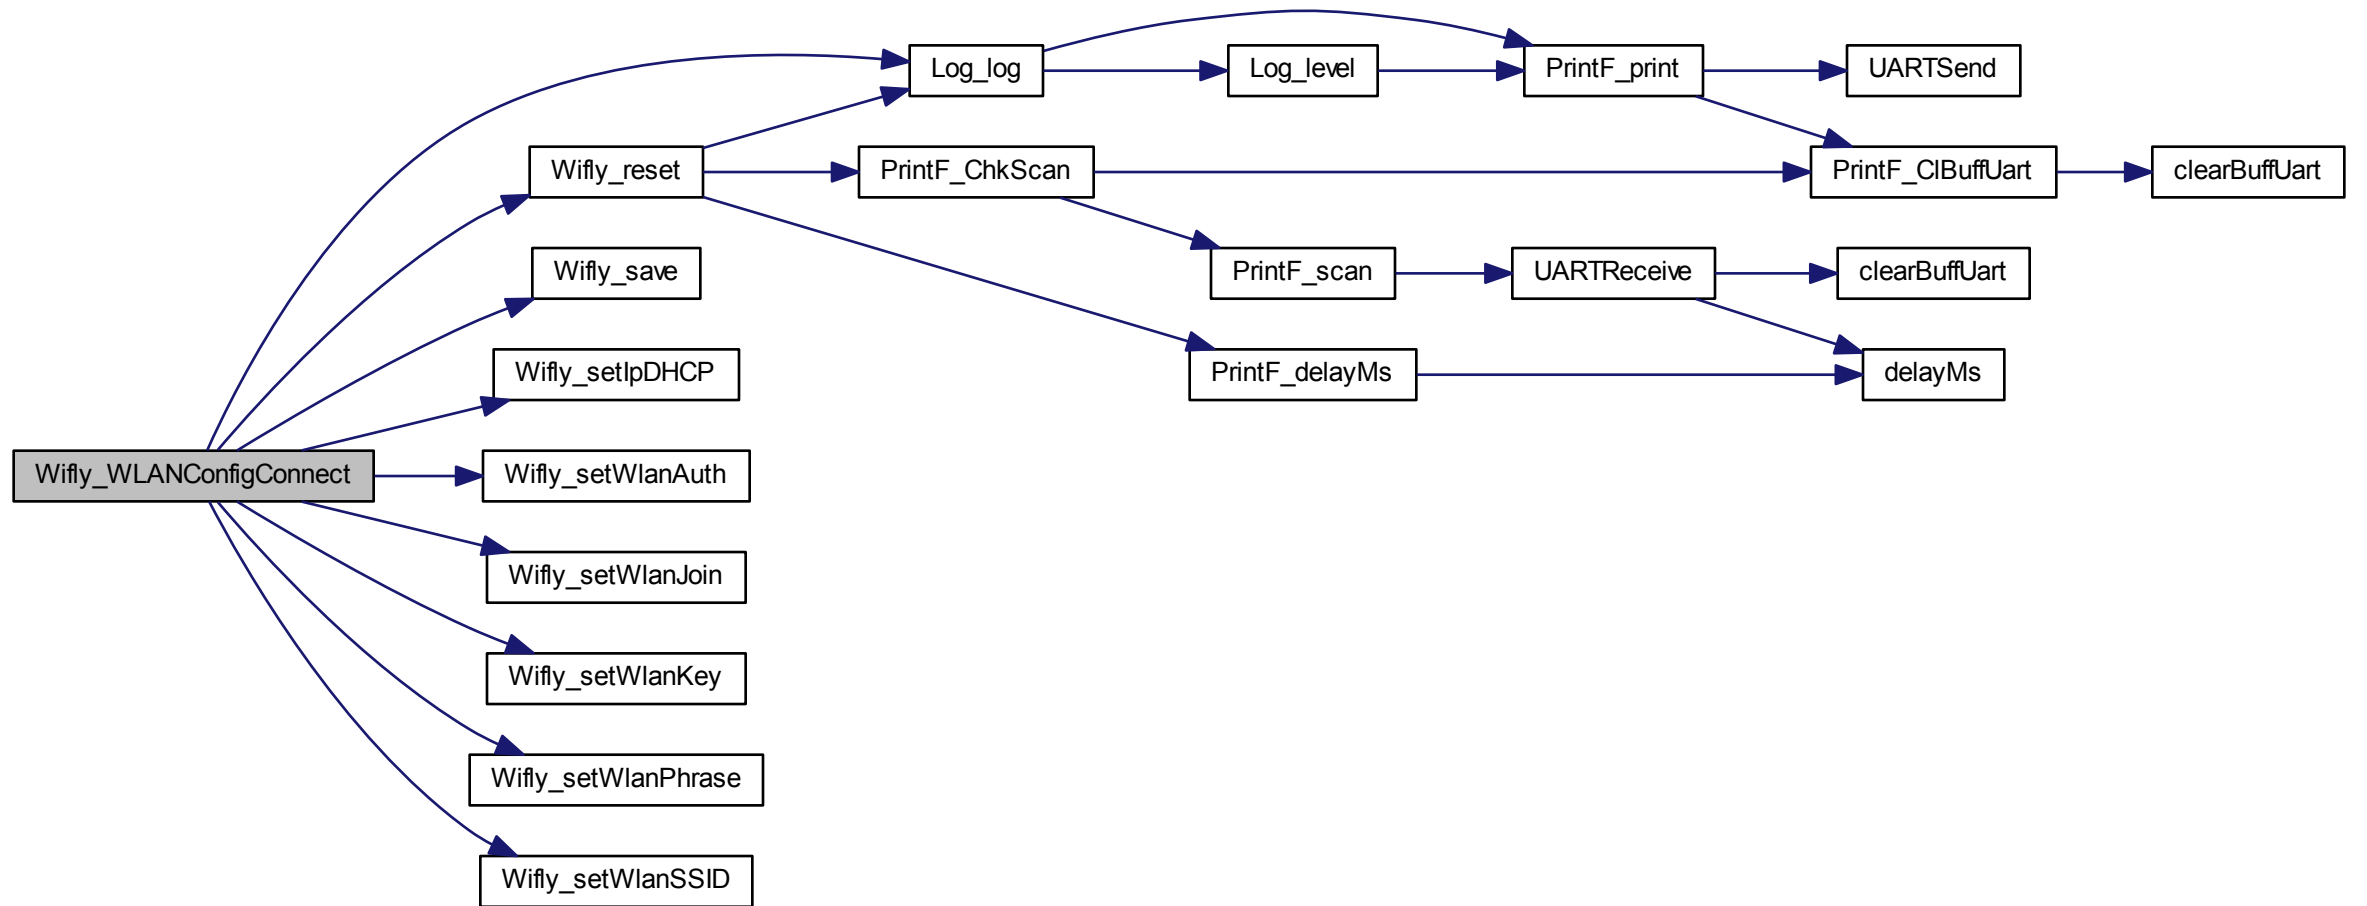 Log_log
Log_level
PrintF_print
UARTSend
Wifly_reset
PrintF_ChkScan
PrintF_ClBuffUart
clearBuffUart
Wifly_save
PrintF_scan
UARTReceive
clearBuffUart
Wifly_setIpDHCP
PrintF_delayMs
delayMs
Wifly_WLANConfigConnect
Wifly_setWlanAuth
Wifly_setWlanJoin
Wifly_setWlanKey
Wifly_setWlanPhrase
Wifly_setWlanSSID